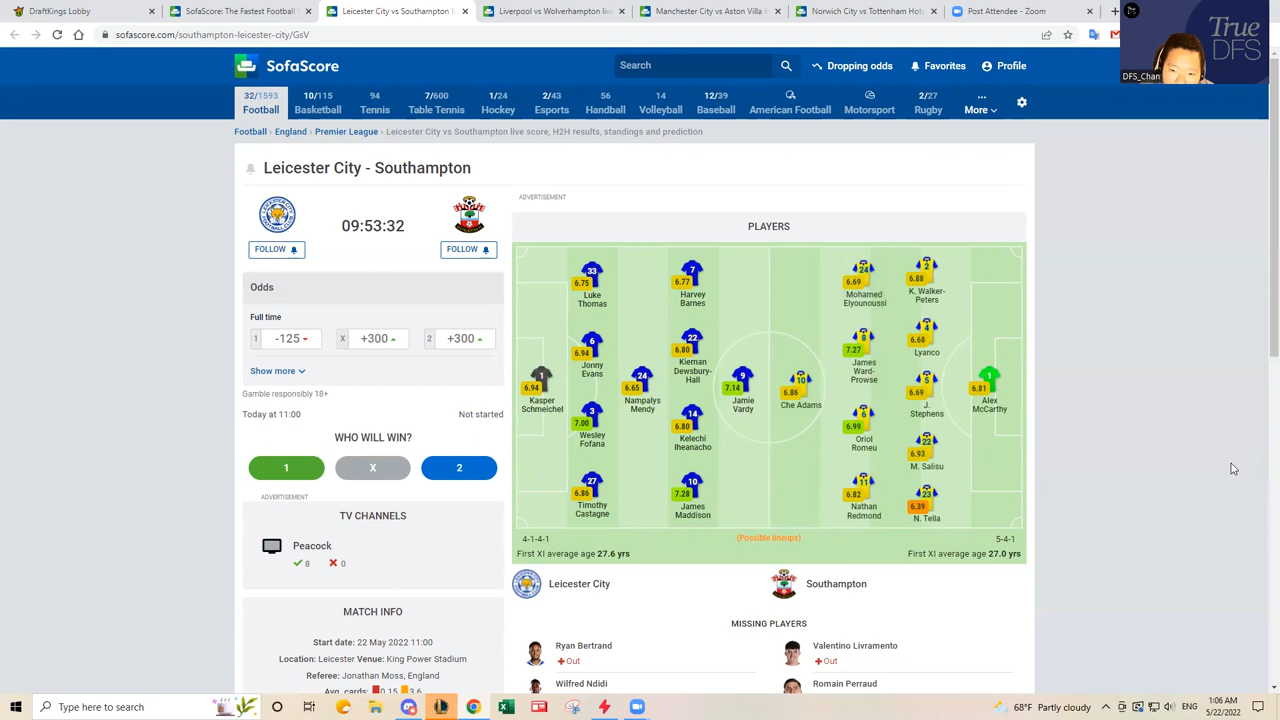 DraftKings Lobby
SofaScore: The Fastest Football
Leicester City vs Southampton li
Liverpool vs Wolverhampton live
Manchester City vs Aston Villa li
Norwich City vs Tottenham Hots
Post Attendee - Zoom
sofascore.com/southampton-leicester-city/GsV
True
DFS
DFS_Chan
SofaScore
Search
Dropping odds
Favorites
Profile
32/1593 10/115 94 7/600 1/24 2/43 56 14 12/39 2/27 ...
Football Basketball Tennis Table Tennis Hockey Esports Handball Volleyball Baseball American Football Motorsport Rugby More
Football › England › Premier League › Leicester City vs Southampton live score, H2H results, standings and prediction
Leicester City - Southampton
09:53:32
FOLLOW
FOLLOW
Odds
Full time
1 -125 X +300 2 +300
Show more
Gamble responsibly 18+
Today at 11:00 Not started
WHO WILL WIN?
1 X 2
ADVERTISEMENT
TV CHANNELS
Peacock
8 0
MATCH INFO
Start date: 22 May 2022 11:00
Location: Leicester Venue: King Power Stadium
Referee: Jonathan Moss, England
Avg. cards: 0.15 3.6
ADVERTISEMENT
PLAYERS
1
6.94
Kasper
Schmeichel
33
6.75
Luke
Thomas
6
6.94
Jonny
Evans
3
7.00
Wesley
Fofana
27
6.86
Timothy
Castagne
24
6.65
Nampalys
Mendy
7
6.77
Harvey
Barnes
22
6.80
Kiernan
Dewsbury-
Hall
14
6.80
Kelechi
Iheanacho
10
7.28
James
Maddison
9
7.14
Jamie
Vardy
10
6.86
Che Adams
24
6.69
Mohamed
Elyounoussi
8
7.27
James
Ward-
Prowse
6
6.99
Oriol
Romeu
11
6.82
Nathan
Redmond
2
6.88
K. Walker-
Peters
4
6.68
Lyanco
5
6.69
J.
Stephens
22
6.93
M. Salisu
23
6.39
N. Tella
1
6.81
Alex
McCarthy
4-1-4-1 (Possible lineups) 5-4-1
First XI average age 27.6 yrs First XI average age 27.0 yrs
Leicester City Southampton
MISSING PLAYERS
Ryan Bertrand Valentino Livramento
Out Out
Wilfred Ndidi Romain Perraud
Type here to search
68°F Partly cloudy
ENG
1:06 AM
5/22/2022